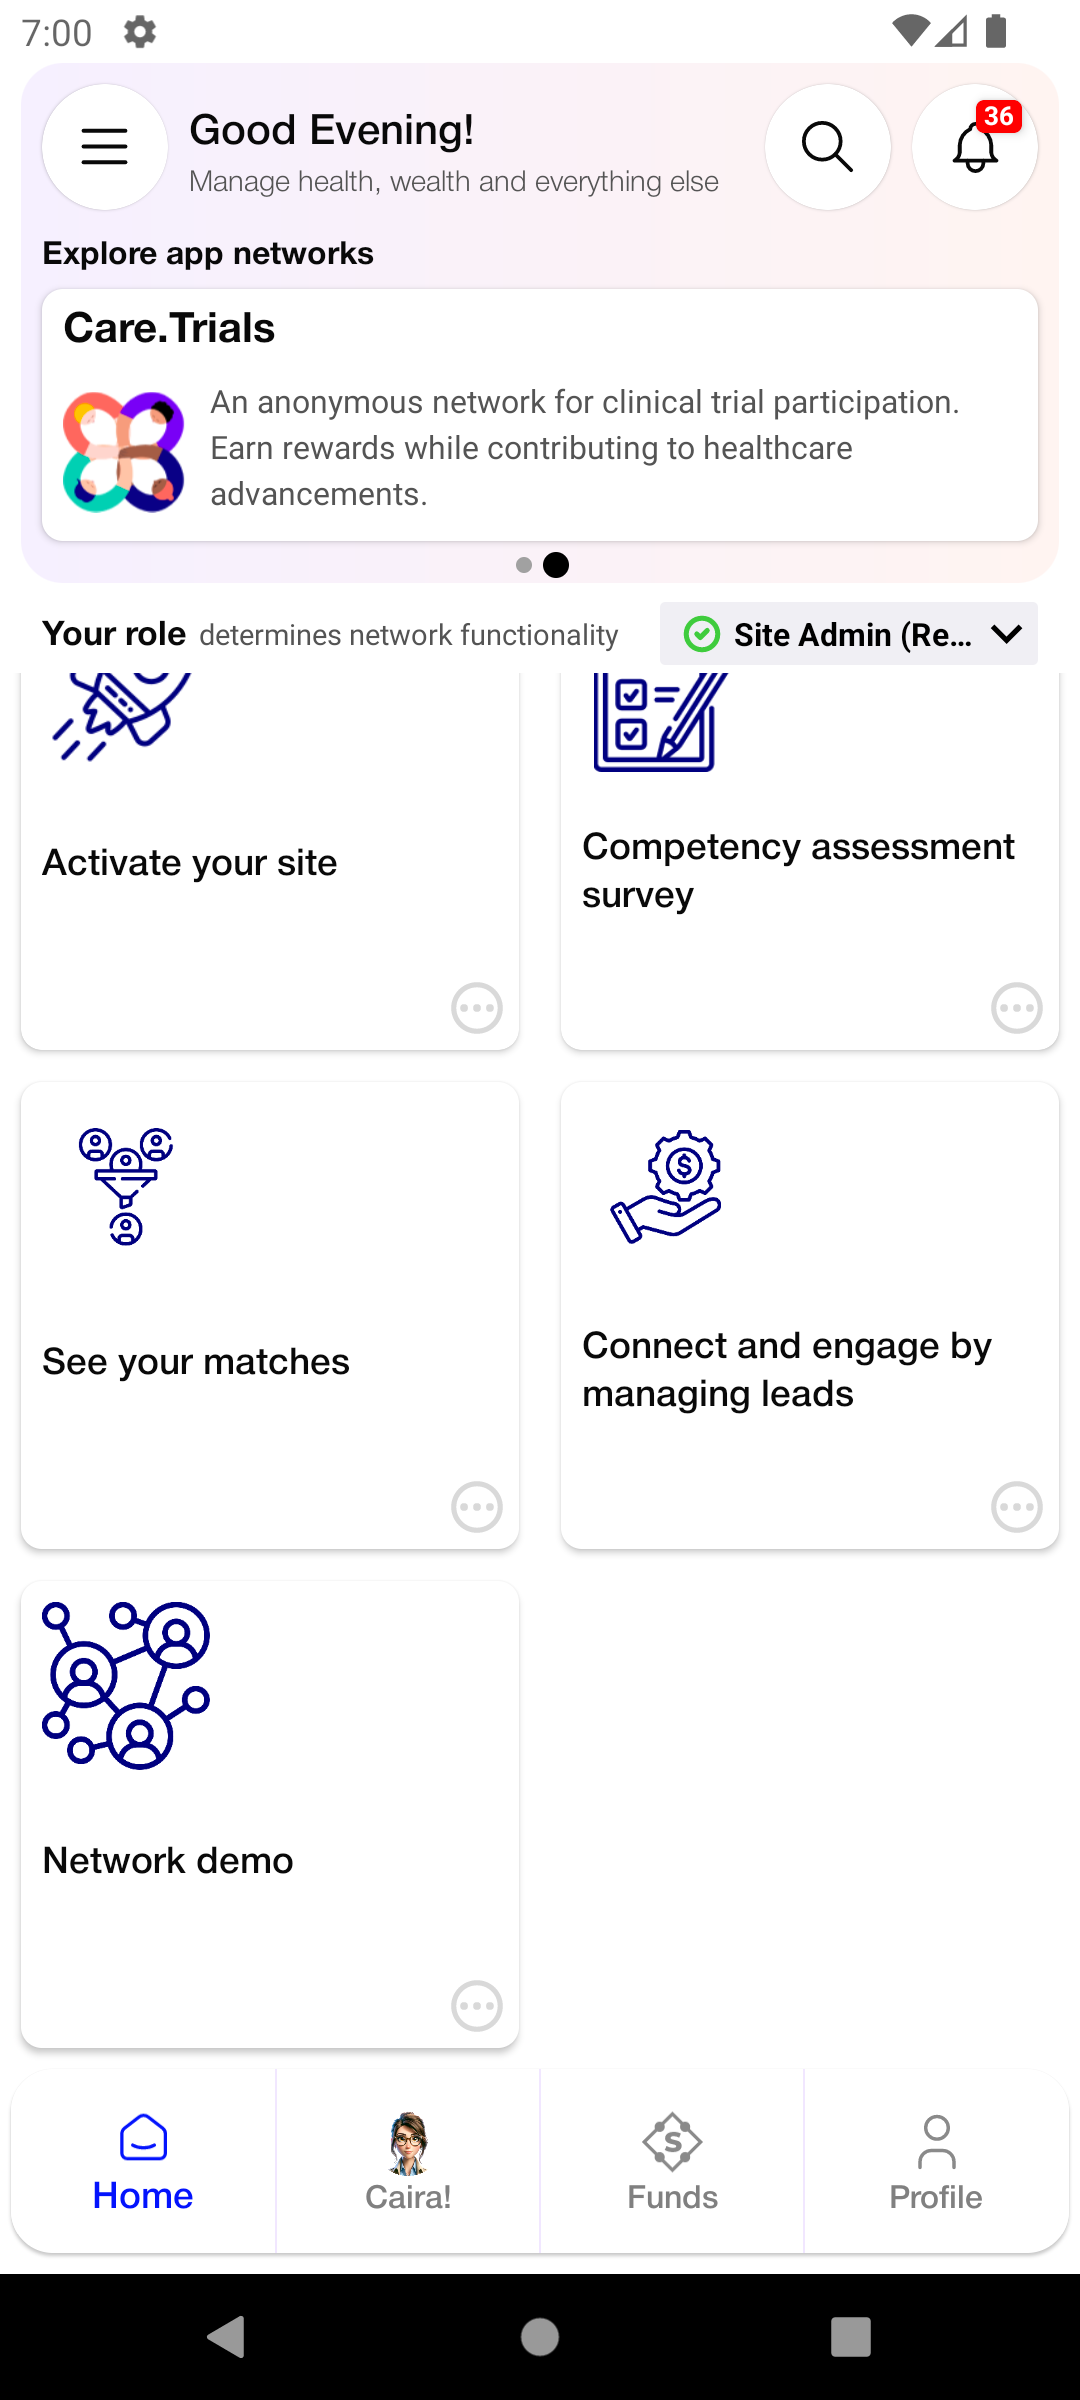 7:00
Good Evening!
36
Manage health, wealth and everything else
Explore app networks
Care.Trials
An anonymous network for clinical trial participation.
Earn rewards while contributing to healthcare
advancements.
Your role determines network functionality
Site Admin (Re...
Activate your site
Competency assessment
survey
See your matches
Connect and engage by
managing leads
Network demo
Home
Caira!
Funds
Profile